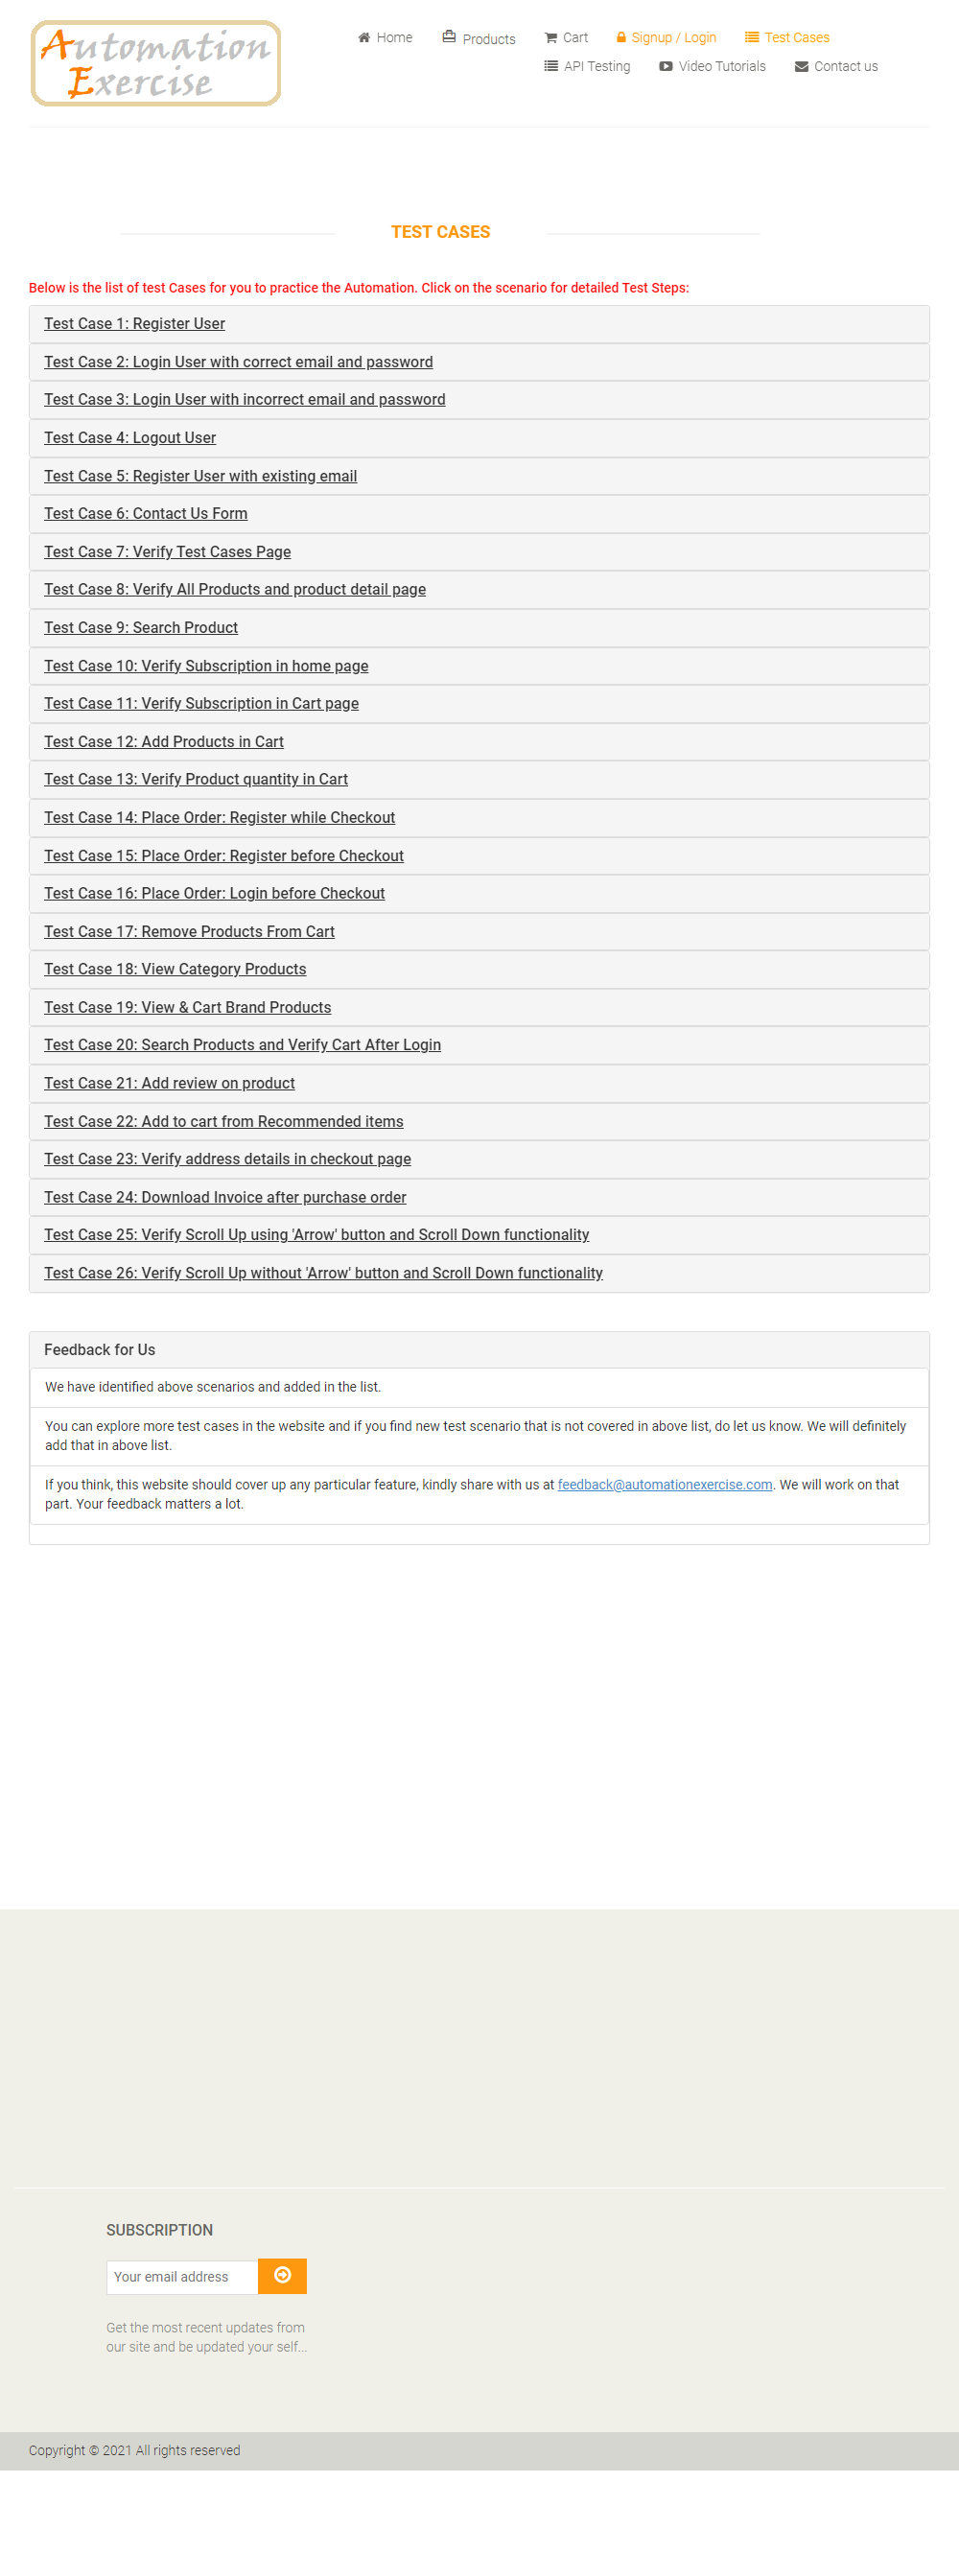 Automation
Exercise
Home Products Cart Signup / Login Test Cases
API Testing Video Tutorials Contact us
TEST CASES
Below is the list of test Cases for you to practice the Automation. Click on the scenario for detailed Test Steps:
Test Case 1: Register User
Test Case 2: Login User with correct email and password
Test Case 3: Login User with incorrect email and password
Test Case 4: Logout User
Test Case 5: Register User with existing email
Test Case 6: Contact Us Form
Test Case 7: Verify Test Cases Page
Test Case 8: Verify All Products and product detail page
Test Case 9: Search Product
Test Case 10: Verify Subscription in home page
Test Case 11: Verify Subscription in Cart page
Test Case 12: Add Products in Cart
Test Case 13: Verify Product quantity in Cart
Test Case 14: Place Order: Register while Checkout
Test Case 15: Place Order: Register before Checkout
Test Case 16: Place Order: Login before Checkout
Test Case 17: Remove Products From Cart
Test Case 18: View Category Products
Test Case 19: View & Cart Brand Products
Test Case 20: Search Products and Verify Cart After Login
Test Case 21: Add review on product
Test Case 22: Add to cart from Recommended items
Test Case 23: Verify address details in checkout page
Test Case 24: Download Invoice after purchase order
Test Case 25: Verify Scroll Up using 'Arrow' button and Scroll Down functionality
Test Case 26: Verify Scroll Up without 'Arrow' button and Scroll Down functionality
Feedback for Us
We have identified above scenarios and added in the list.
You can explore more test cases in the website and if you find new test scenario that is not covered in above list, do let us know. We will definitely
add that in above list.
If you think, this website should cover up any particular feature, kindly share with us at feedback@automationexercise.com. We will work on that
part. Your feedback matters a lot.
SUBSCRIPTION
Your email address
Get the most recent updates from
our site and be updated your self...
Copyright © 2021 All rights reserved